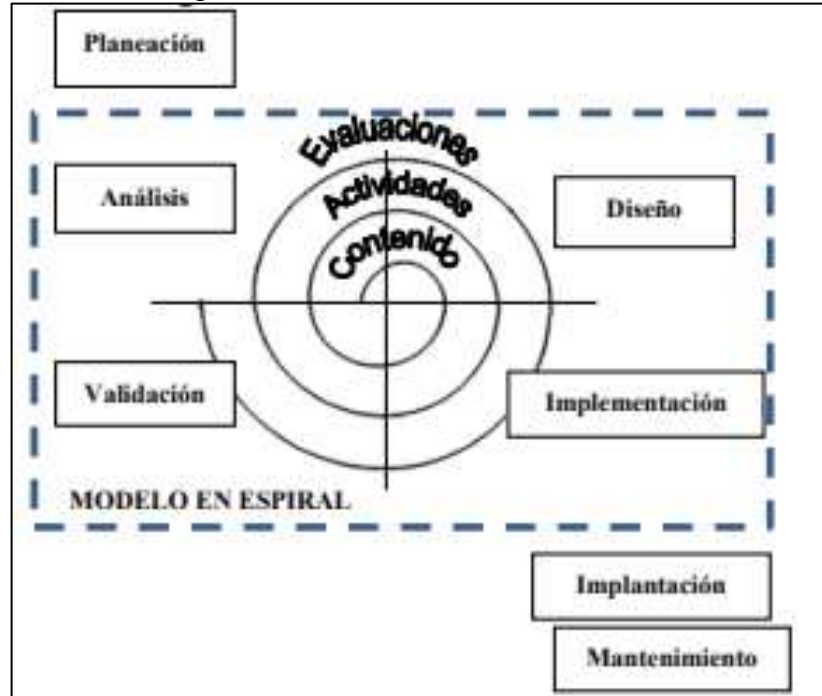 Planeación
Evaluaciones
Actividades
Contenido
Análisis
Diseño
Validación
Implementación
MODELO EN ESPIRAL
Implantación
Mantenimiento